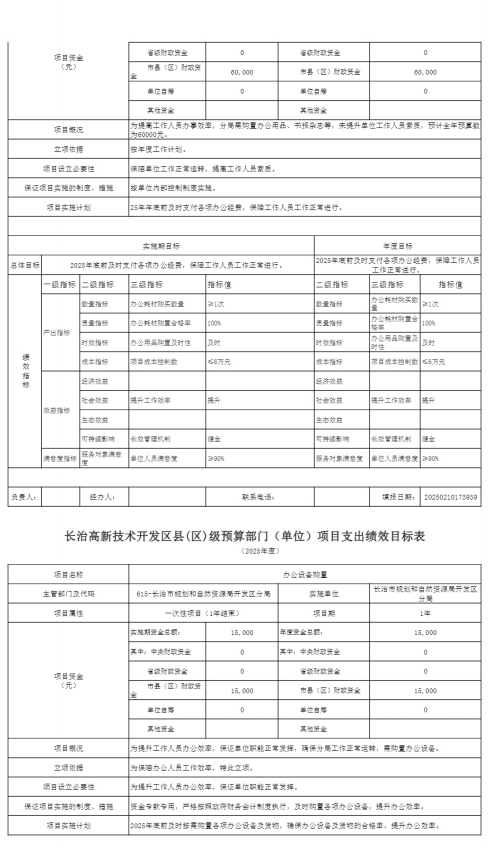 省级财政资金 0 省级财政资金 0
项目资金
（元）
市县（区）财政资金 60,000 市县（区）财政资金 60,000
单位自筹 0 单位自筹 0
其他资金 其他资金
项目概况 为提高工作人员办事效率，分局需购置办公用品、书报杂志等，来提升单位工作人员素质，预计全年预算数
为60000元。
立项依据 按年度工作计划。
项目设立必要性 保障单位工作正常运转，提高工作人员素质。
保证项目实施的制度、措施 按单位内部控制制度实施。
项目实施计划 25年年底前及时支付各项办公经费，保障工作人员工作正常进行。
实施期目标 年度目标
总体目标 2025年底前及时支付各项办公经费，保障工作人员工作正常进行。 2025年底前及时支付各项办公经费，保障工作人员
工作正常进行。
绩效指标
一级指标 二级指标 三级指标 指标值 二级指标 三级指标 指标值
产出指标
数量指标 办公耗材购买数量 ≥1次 数量指标 办公耗材购买数量 ≥1次
质量指标 办公耗材购置合格率 100% 质量指标 办公耗材购置合格率 100%
时效指标 办公用品购置及时性 及时 时效指标 办公用品购置及时性 及时
成本指标 项目成本控制数 ≤6万元 成本指标 项目成本控制数 ≤6万元
效益指标
经济效益 经济效益
社会效益 提升工作效率 提升 社会效益 提升工作效率 提升
生态效益 生态效益
可持续影响 长效管理机制 健全 可持续影响 长效管理机制 健全
满意度指标 服务对象满意度 单位人员满意度 ≥90% 服务对象满意度 单位人员满意度 ≥90%
负责人： 经办人： 联系电话： 填报日期： 20250210173939
长治高新技术开发区县(区)级预算部门（单位）项目支出绩效目标表
（2025年度）
项目名称 办公设备购置
主管部门及代码 615-长治市规划和自然资源局开发区分局 实施单位 长治市规划和自然资源局开发区
分局
项目属性 一次性项目（1年结束） 项目期 1年
项目资金
（元）
实施期资金总额： 15,000 年度资金总额： 15,000
其中：中央财政资金 0 其中：中央财政资金 0
省级财政资金 0 省级财政资金 0
市县（区）财政资金 15,000 市县（区）财政资金 15,000
单位自筹 0 单位自筹 0
其他资金 其他资金
项目概况 为提升工作人员办公效率，保证单位职能正常发挥，确保分局工作正常运转，需购置办公设备。
立项依据 为保障办公人员工作效率，特此立项。
项目设立必要性 为提升工作人员办公效率，保证单位职能正常发挥。
保证项目实施的制度、措施 资金专款专用，严格按照政府财务会计制度执行，及时购置各项办公设备，提升办公效率。
项目实施计划 2025年底前及时按需购置各项办公设备及货物，确保办公设备及货物的合格率，提升办公效率。